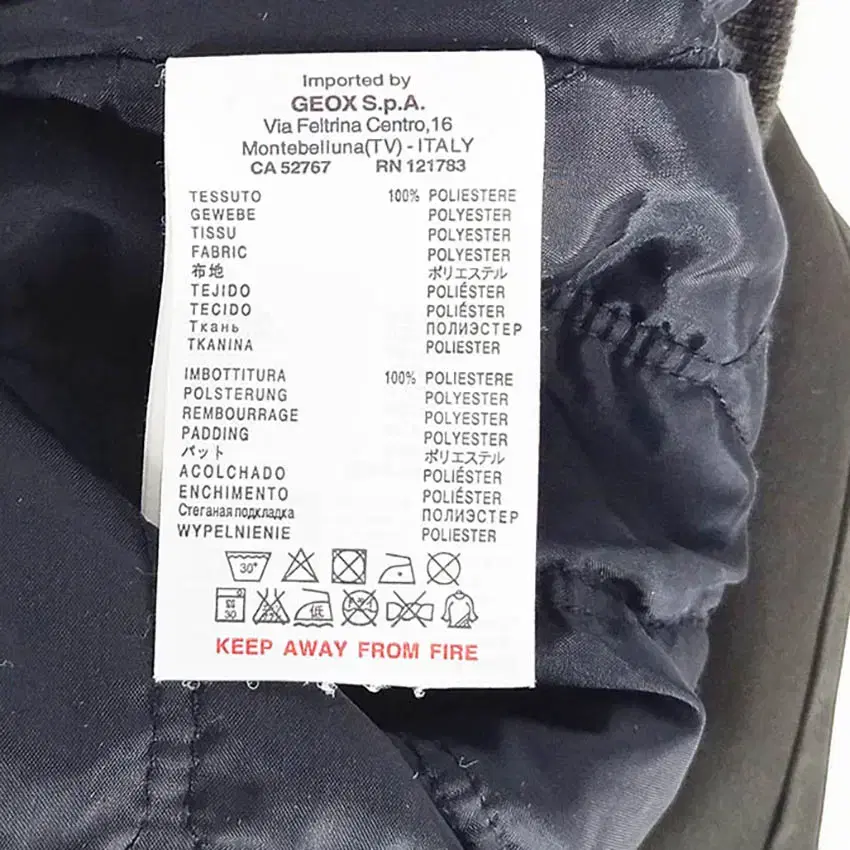 Imported by
GEOX S.p.A.
Via Feltrina Centro,16
Montebelluna(TV) - ITALY
CA 52767 RN 121783
TESSUTO 100% POLIESTERE
GEWEBE POLYESTER
TISSU POLYESTER
FABRIC POLYESTER
布地 ポリエステル
TEJIDO POLIÉSTER
TECIDO POLIÉSTER
Ткань ПОЛИЭСТЕР
TKANINA POLIESTER
IMBOTTITURA 100% POLIESTERE
POLSTERUNG POLYESTER
REMBOURRAGE POLYESTER
PADDING POLYESTER
パット ポリエステル
ACOLCHADO POLIÉSTER
ENCHIMENTO POLIÉSTER
Стеганая подкладка ПОЛИЭСТЕР
WYPELNIENIE POLIESTER
30°
30 低
KEEP AWAY FROM FIRE